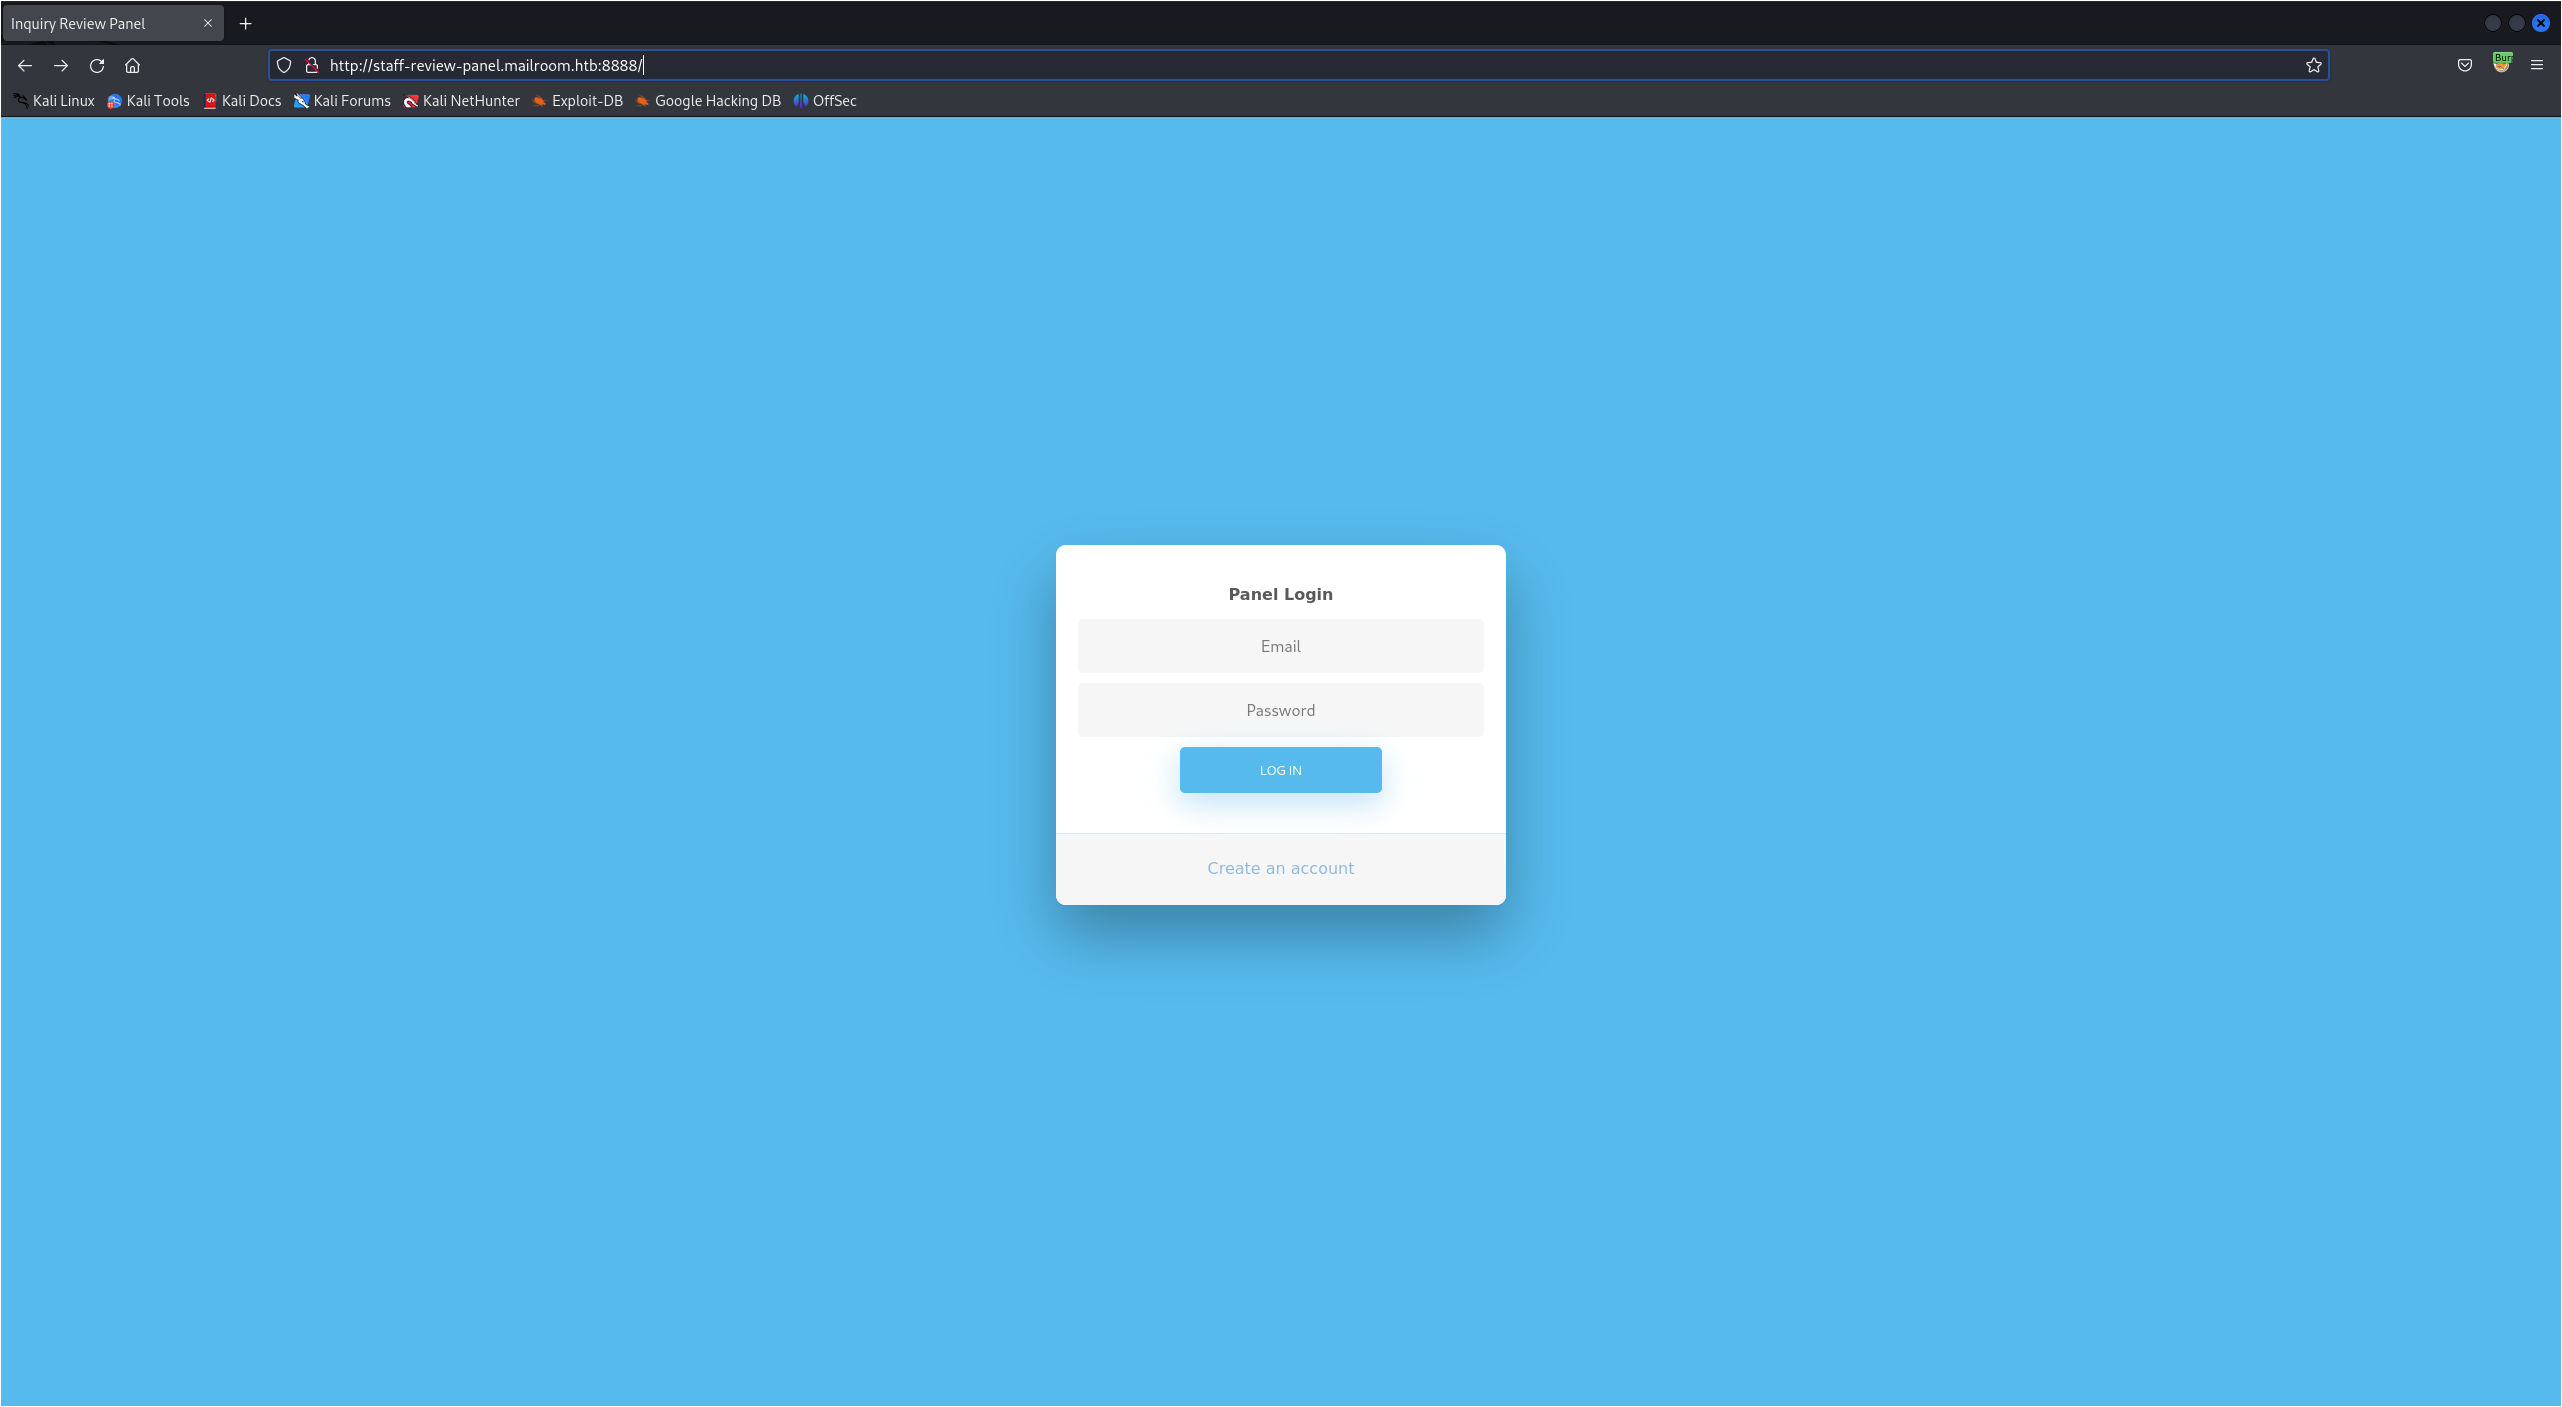 Inquiry Review Panel
http://staff-review-panel.mailroom.htb:8888/
Burp
Kali Linux Kali Tools Kali Docs Kali Forums Kali NetHunter Exploit-DB Google Hacking DB OffSec
Panel Login
Email
Password
LOG IN
Create an account